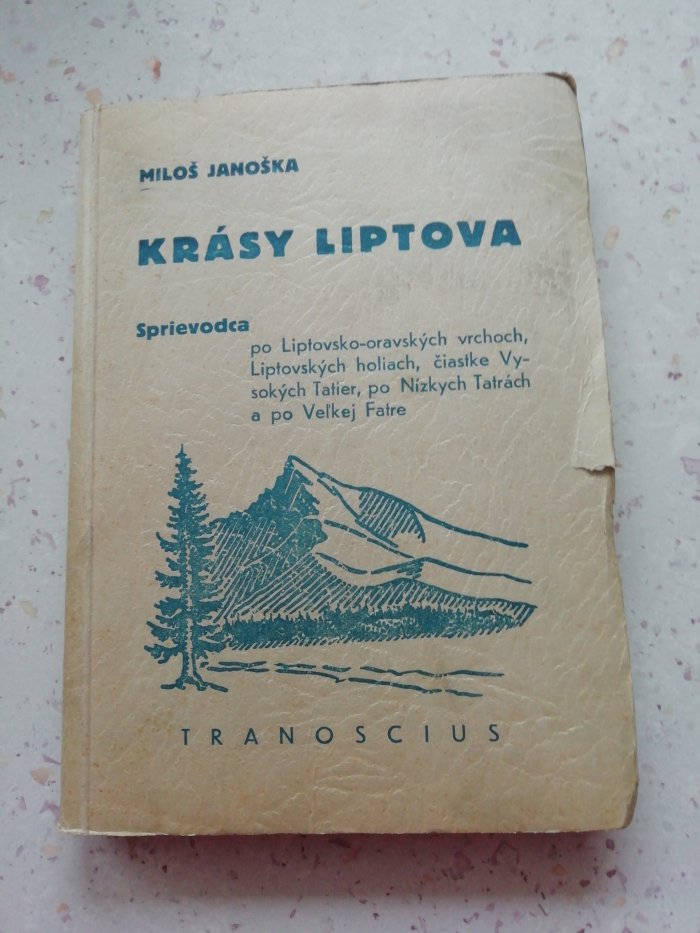 MILOŠ JANOŠKA
KRÁSY LIPTOVA
Sprievodca
po Liptovsko-oravských vrchoch,
Liptovských holiach, čiastke Vy-
sokých Tatier, po Nízkych Tatrách
a po Veľkej Fatre
TRANOSCIUS